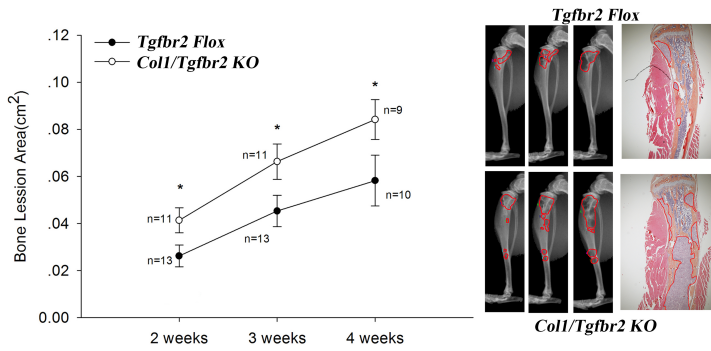 Tgfbr2 Flox
.12
Tgfbr2 Flox
Col1/Tgfbr2 KO
.10
*
n=9
.08
*
n=11
.06
*
n=10
n=11
.04
n=13
n=13
.02
0.00
2 weeks
3 weeks
4 weeks
Bone Lession Area(cm2)
Col1/Tgfbr2 KO